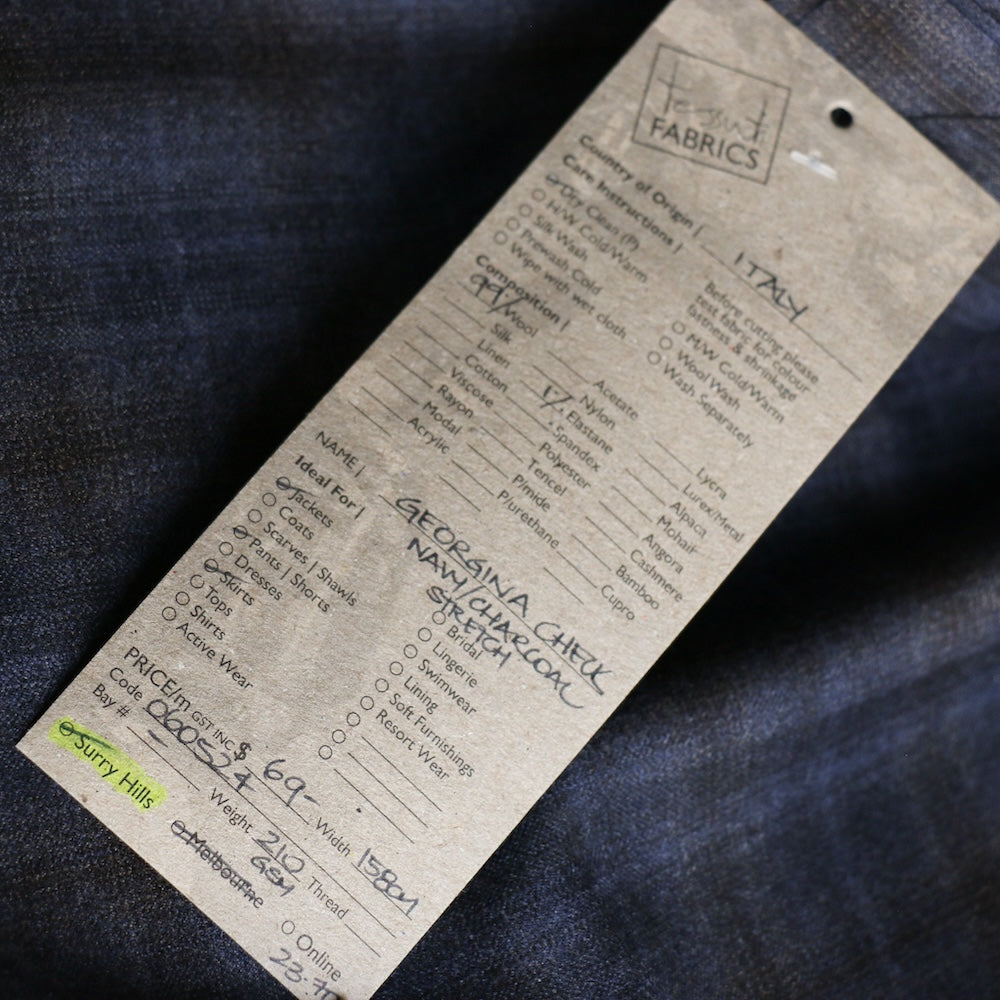 Tessuti
FABRICS
Country of Origin | ITALY
Care Instructions |
Dry Clean (P)
H/W Cold/Warm
Silk Wash
Prewash Cold
Wipe with wet cloth
Before cutting please
test fabric for colour
fastness & shrinkage
M/W Cold/Warm
Wool Wash
Wash Separately
Composition |
99% Wool
Silk
Linen
Cotton
Viscose
Rayon
Modal
Acrylic
Acetate
Nylon
1% Elastane
Spandex
Polyester
Tencel
P/mide
P/urethane
Lycra
Lurex/Metal
Alpaca
Mohair
Angora
Cashmere
Bamboo
Cupro
NAME | GEORGINA CHECK
NAVY/CHARCOAL
STRETCH
Ideal For |
Jackets
Coats
Scarves | Shawls
Pants | Shorts
Dresses
Skirts
Tops
Shirts
Active Wear
Bridal
Lingerie
Swimwear
Lining
Soft Furnishings
Resort Wear
PRICE/m GST INC $ 69-
Width 158cm
Code 060524
Weight 210 GSM
Thread
Bay # -
Surry Hills
Melbourne
Online